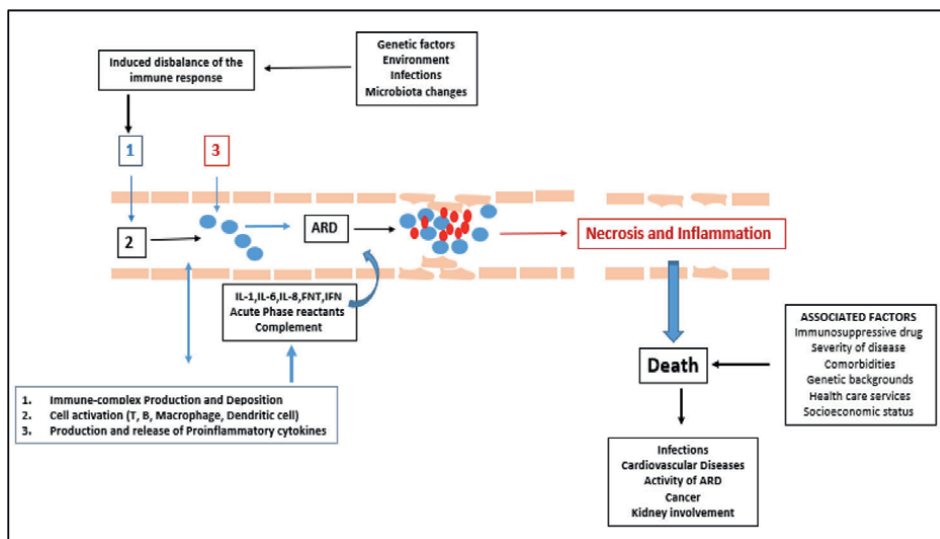 Genetic factors
Environment
Infections
Microbiota changes
Induced disbalance of the
immune response
1
3
2
ARD
Necrosis and Inflammation
IL-1,IL-6,IL-8,FNT,IFN
Acute Phase reactants
Complement
1. Immune-complex Production and Deposition
2. Cell activation (T, B, Macrophage, Dendritic cell)
3. Production and release of Proinflammatory cytokines
Death
ASSOCIATED FACTORS
Immunosuppressive drug
Severity of disease
Comorbidities
Genetic backgrounds
Health care services
Socioeconomic status
Infections
Cardiovascular Diseases
Activity of ARD
Cancer
Kidney involvement